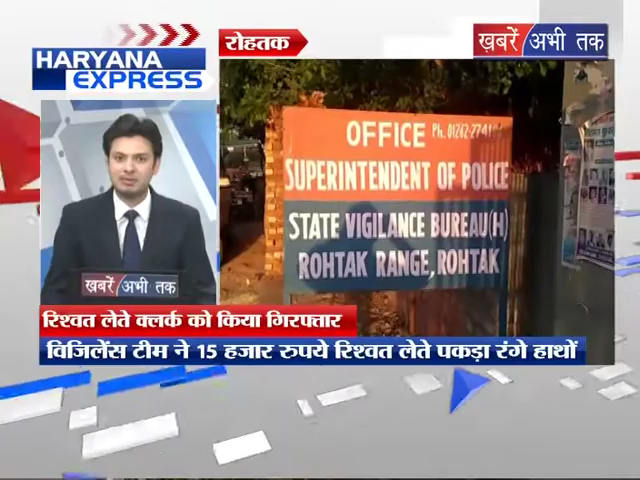 HARYANA
EXPRESS
रोहतक
ख़बरें अभी तक
OFFICE
SUPERINTENDENT OF POLICE
STATE VIGILANCE BUREAU(H)
ROHTAK RANGE, ROHTAK
ख़बरें अभी तक
रिश्वत लेते क्लर्क को किया गिरफ्तार
विजिलेंस टीम ने 15 हजार रुपये रिश्वत लेते पकड़ा रंगे हाथों